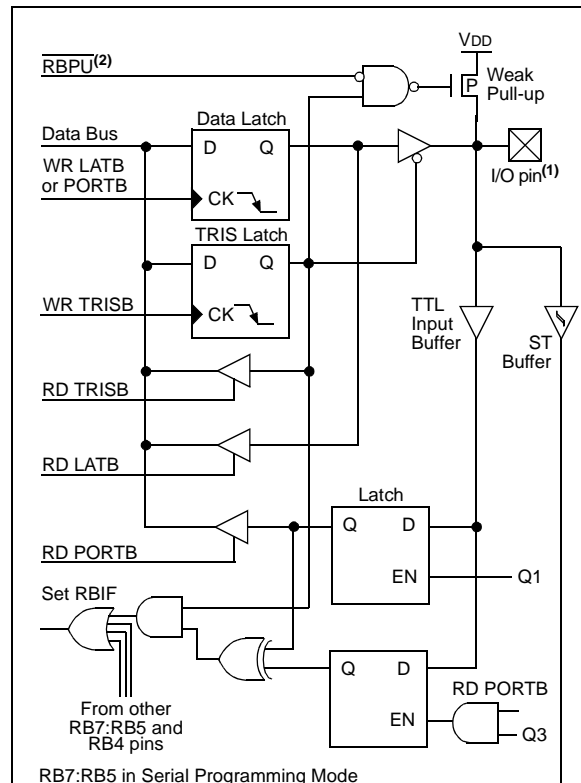 VDD
RBPU(2)
P
Weak
Pull-up
Data Bus
Data Latch
D Q
WR LATB
or PORTB
CK
I/O pin(1)
TRIS Latch
D Q
WR TRISB
CK
TTL
Input
Buffer
ST
Buffer
RD TRISB
RD LATB
Latch
Q D
RD PORTB
EN
Q1
Set RBIF
Q D
RD PORTB
EN
Q3
From other
RB7:RB5 and
RB4 pins
RB7:RB5 in Serial Programming Mode